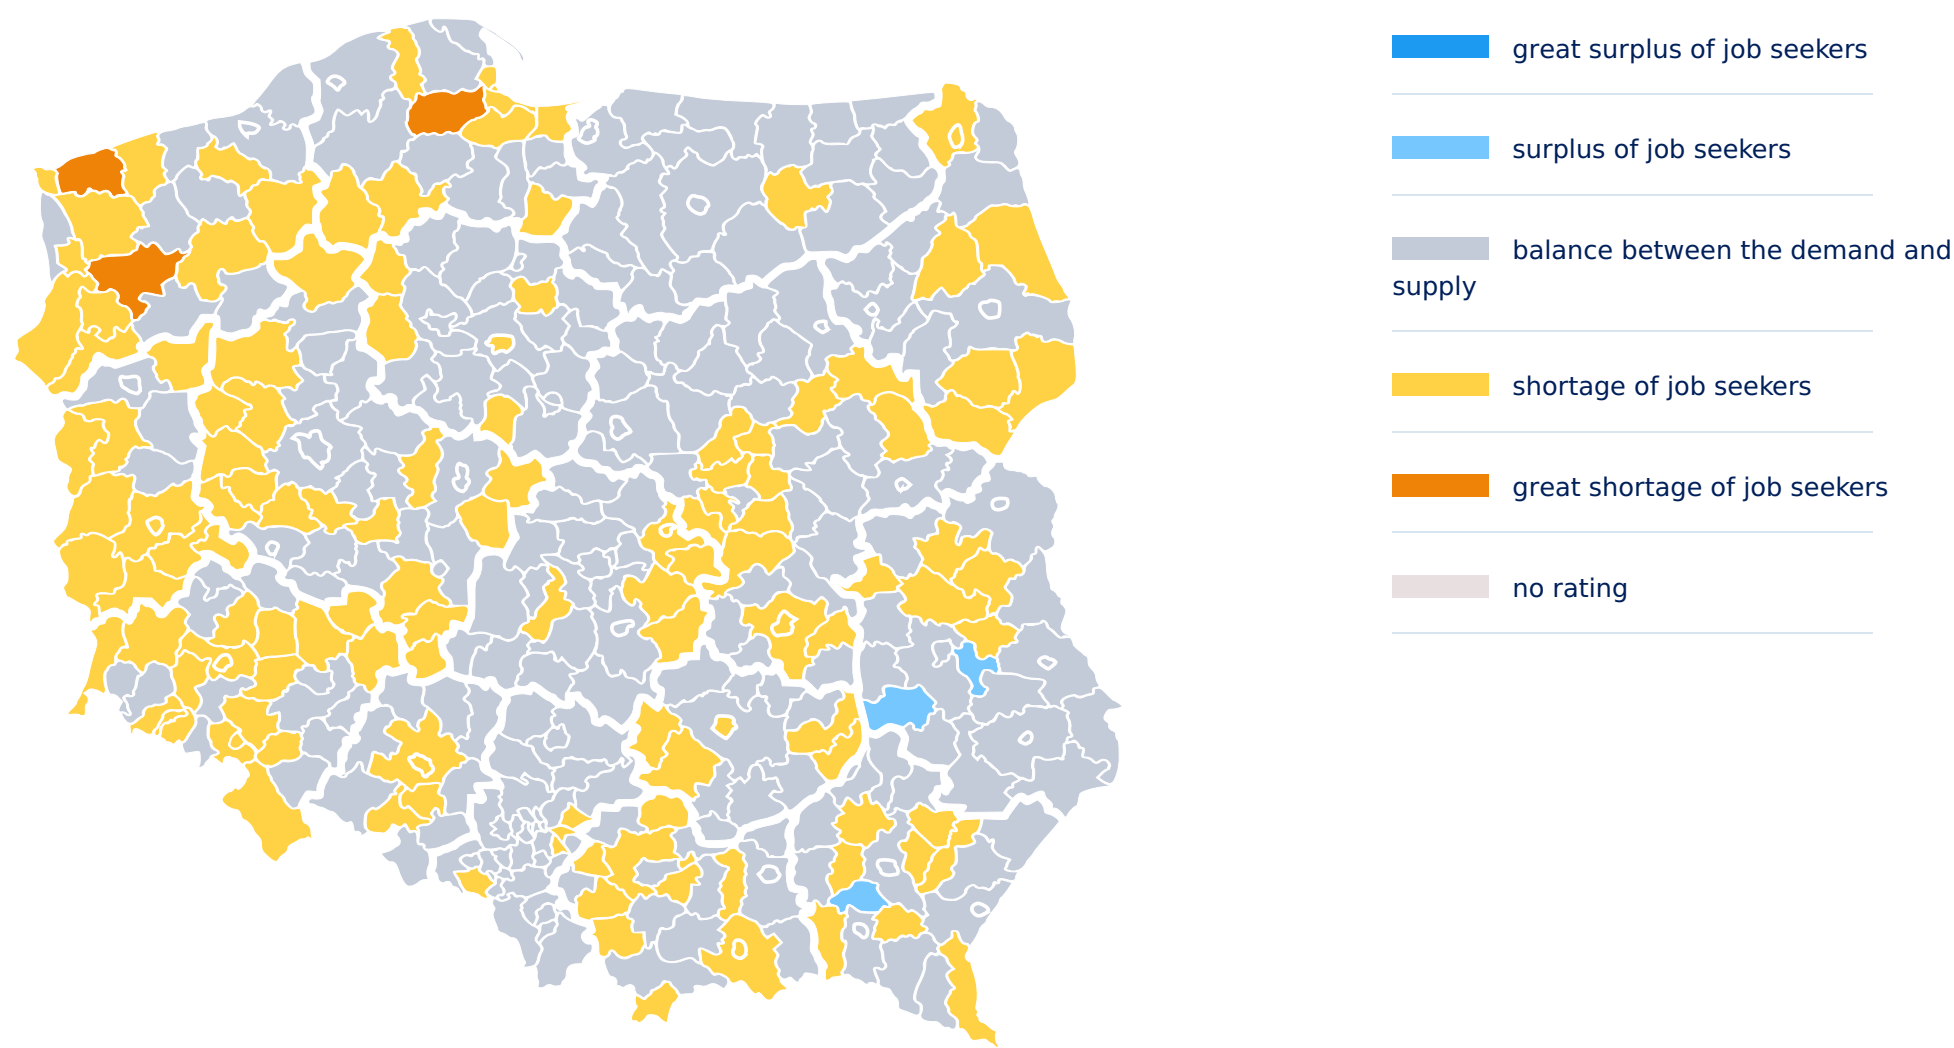 great surplus of job seekers
surplus of job seekers
balance between the demand and
supply
shortage of job seekers
great shortage of job seekers
no rating